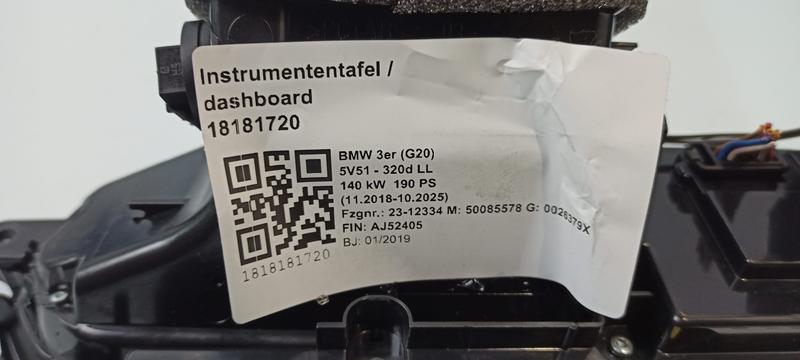 Instrumententafel /
dashboard
18181720
BMW 3er (G20)
5V51 - 320d LL
140 kW 190 PS
(11.2018-10.2025)
Fzgnr.: 23-12334 M: 50085578 G: 0026379X
FIN: AJ52405
BJ: 01/2019
1818181720